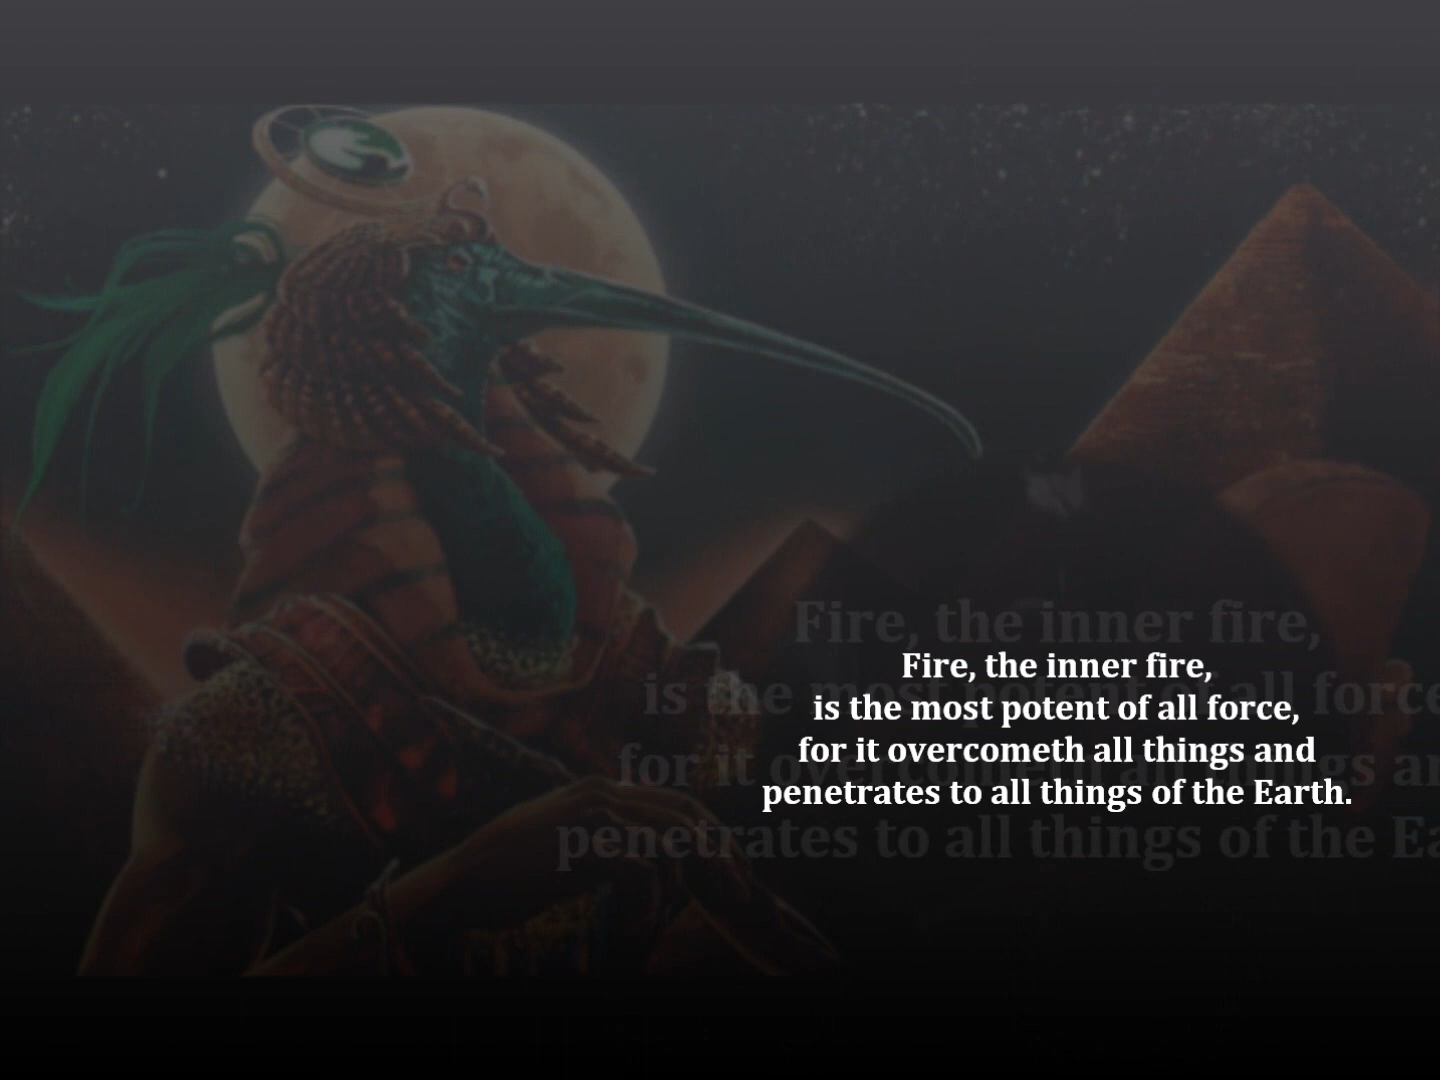 Fire, the inner fire,
is the most potent of all force,
for it overcometh all things and
penetrates to all things of the Earth.